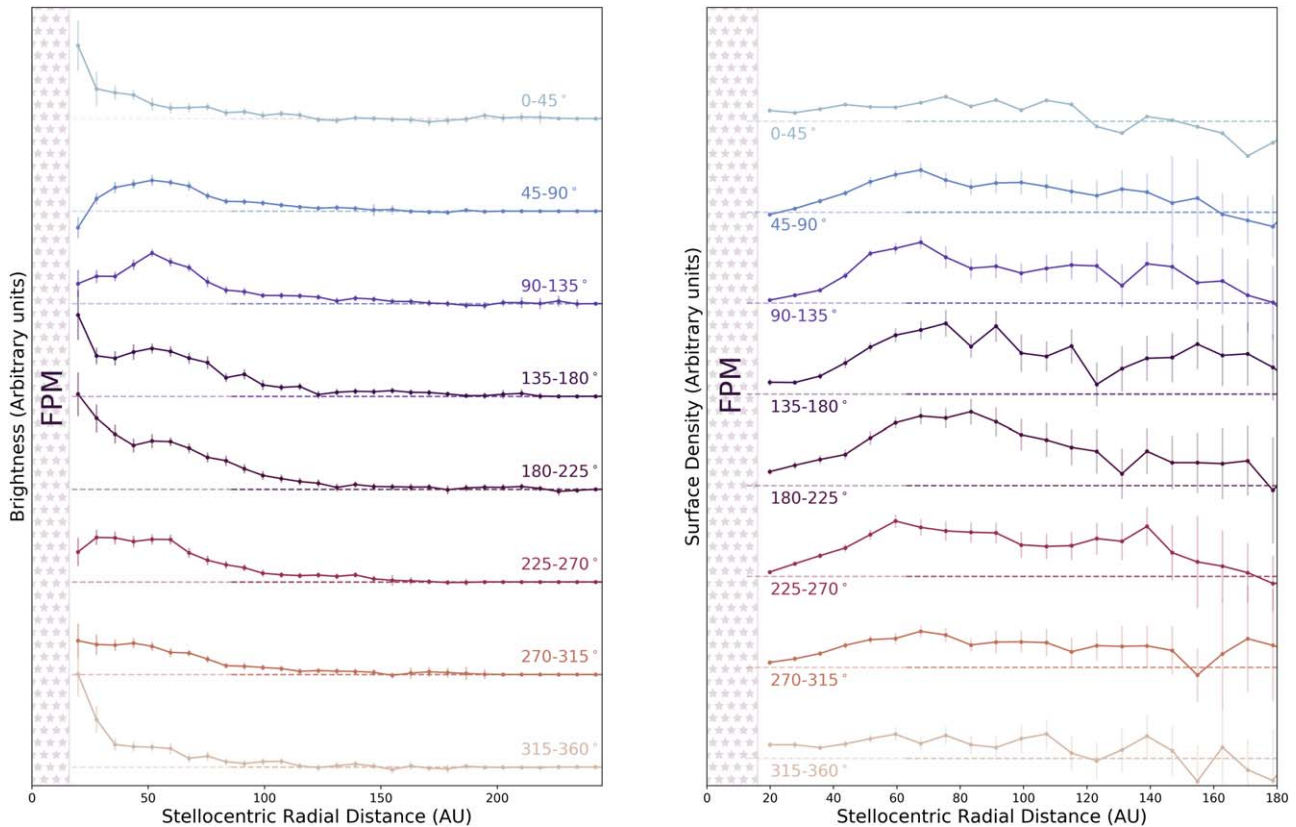 Brightness (Arbitrary units)
FPM
0-45°
45-90°
90-135°
135-180°
180-225°
225-270°
270-315°
315-360°
0 50 100 150 200
Stellocentric Radial Distance (AU)
Surface Density (Arbitrary units)
FPM
0-45°
45-90°
90-135°
135-180°
180-225°
225-270°
270-315°
315-360°
0 20 40 60 80 100 120 140 160 180
Stellocentric Radial Distance (AU)